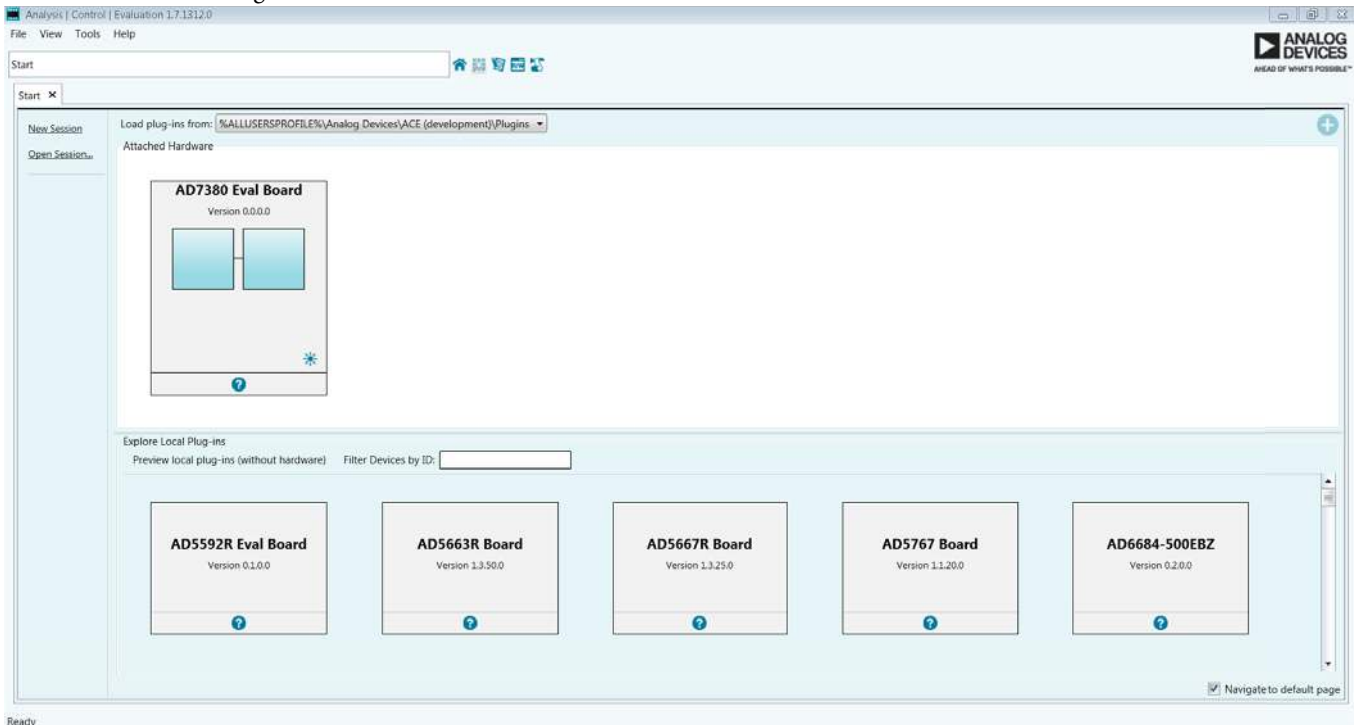 Analysis | Control | Evaluation 1.7.1312.0
File View Tools Help
ANALOG
DEVICES
AHEAD OF WHAT'S POSSIBLE™
Start
Start
New Session
Open Session...
Load plug-ins from: %ALLUSERSPROFILE%\Analog Devices\ACE (development)\Plugins
Attached Hardware
AD7380 Eval Board
Version 0.0.0.0
Explore Local Plug-ins
Preview local plug-ins (without hardware) Filter Devices by ID:
AD5592R Eval Board AD5663R Board AD5667R Board AD5767 Board AD6684-500EBZ
Version 0.1.0.0 Version 1.3.50.0 Version 1.3.25.0 Version 1.1.20.0 Version 0.2.0.0
Navigate to default page
Ready